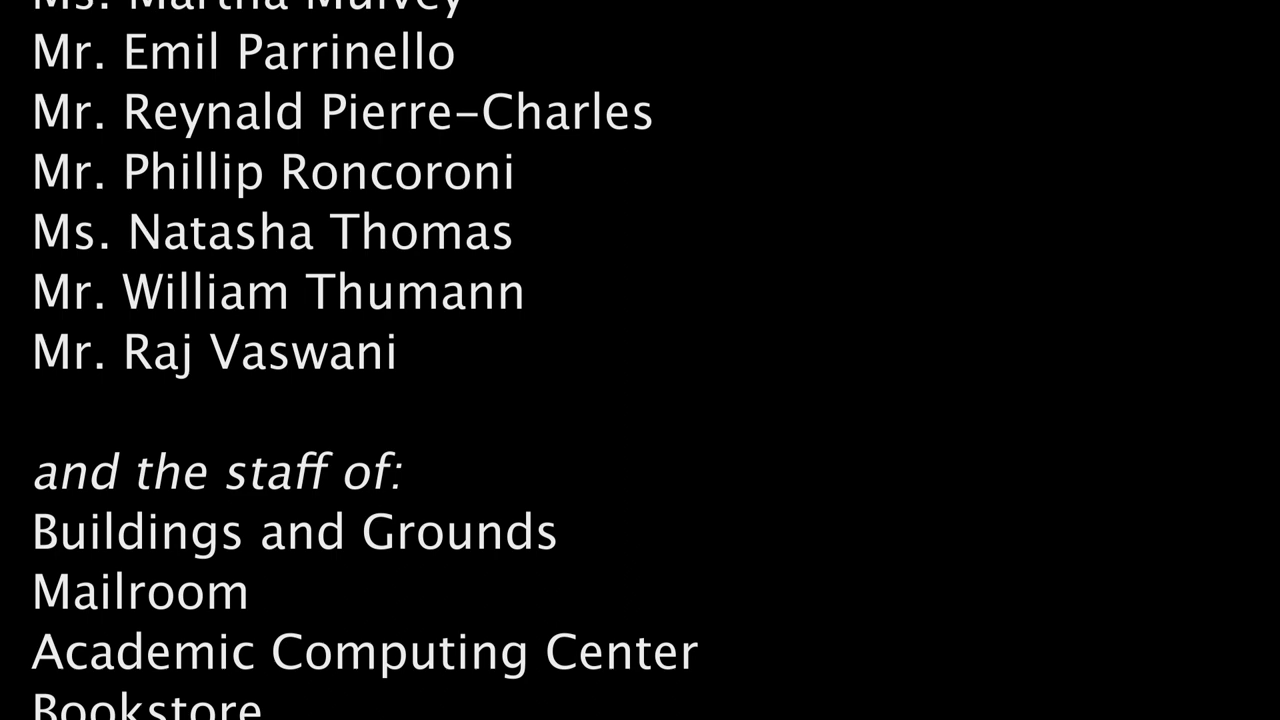 Ms. Martha Mulvey
Mr. Emil Parrinello
Mr. Reynald Pierre-Charles
Mr. Phillip Roncoroni
Ms. Natasha Thomas
Mr. William Thumann
Mr. Raj Vaswani
and the staff of:
Buildings and Grounds
Mailroom
Academic Computing Center
Bookstore